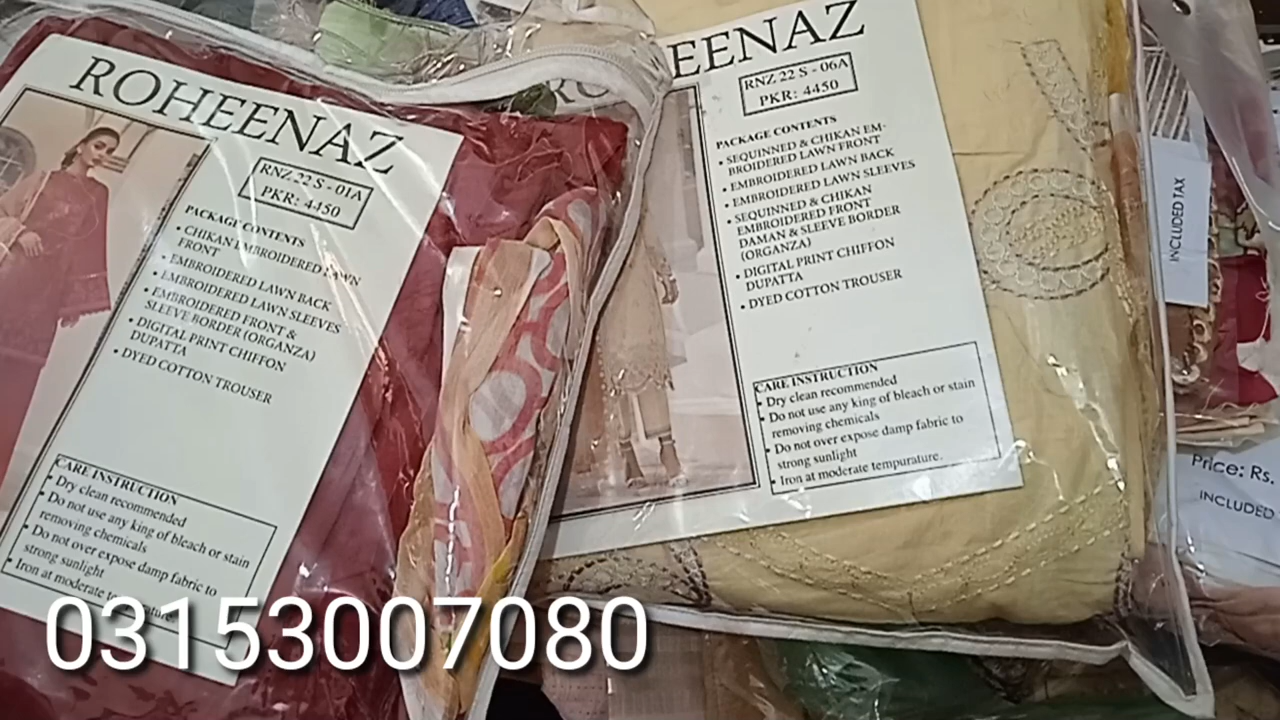 ROHEENAZ
RNZ 22 S - 01A
PKR: 4450
PACKAGE CONTENTS
• CHIKAN EMBROIDERED LAWN
FRONT
• EMBROIDERED LAWN BACK
• EMBROIDERED LAWN SLEEVES
• EMBROIDERED FRONT &
SLEEVE BORDER (ORGANZA)
• DIGITAL PRINT CHIFFON
DUPATTA
• DYED COTTON TROUSER
CARE INSTRUCTION
• Dry clean recommended
• Do not use any king of bleach or stain
removing chemicals
• Do not over expose damp fabric to
strong sunlight
• Iron at moderate
EENAZ
RNZ 22 S - 06A
PKR: 4450
PACKAGE CONTENTS
• SEQUINNED & CHIKAN EM-
BROIDERED LAWN FRONT
• EMBROIDERED LAWN BACK
• EMBROIDERED LAWN SLEEVES
• SEQUINNED & CHIKAN
EMBROIDERED FRONT
DAMAN & SLEEVE BORDER
(ORGANZA)
• DIGITAL PRINT CHIFFON
DUPATTA
• DYED COTTON TROUSER
CARE INSTRUCTION
• Dry clean recommended
• Do not use any king of bleach or stain
removing chemicals
• Do not over expose damp fabric to
strong sunlight
• Iron at moderate tempurature.
INCLUDED TAX
Price: Rs.
INCLUDED
03153007080